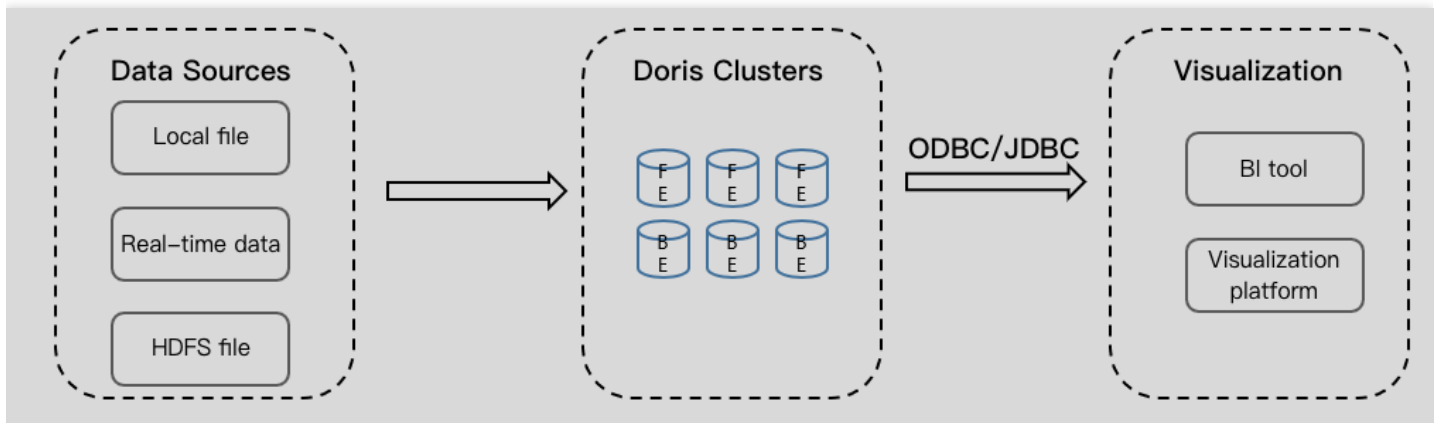 Data Sources
Local file
Real-time data
HDFS file
Doris Clusters
F
E
F
E
F
E
B
E
B
E
B
E
ODBC/JDBC
Visualization
BI tool
Visualization
platform